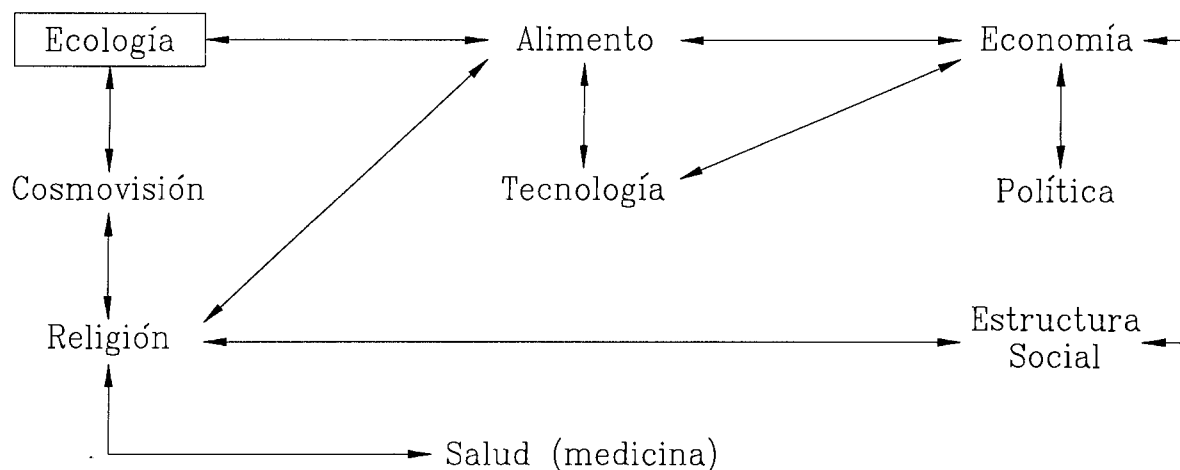 Ecología
Alimento
Economía
Cosmovisión
Tecnología
Política
Religión
Estructura
Social
Salud (medicina)